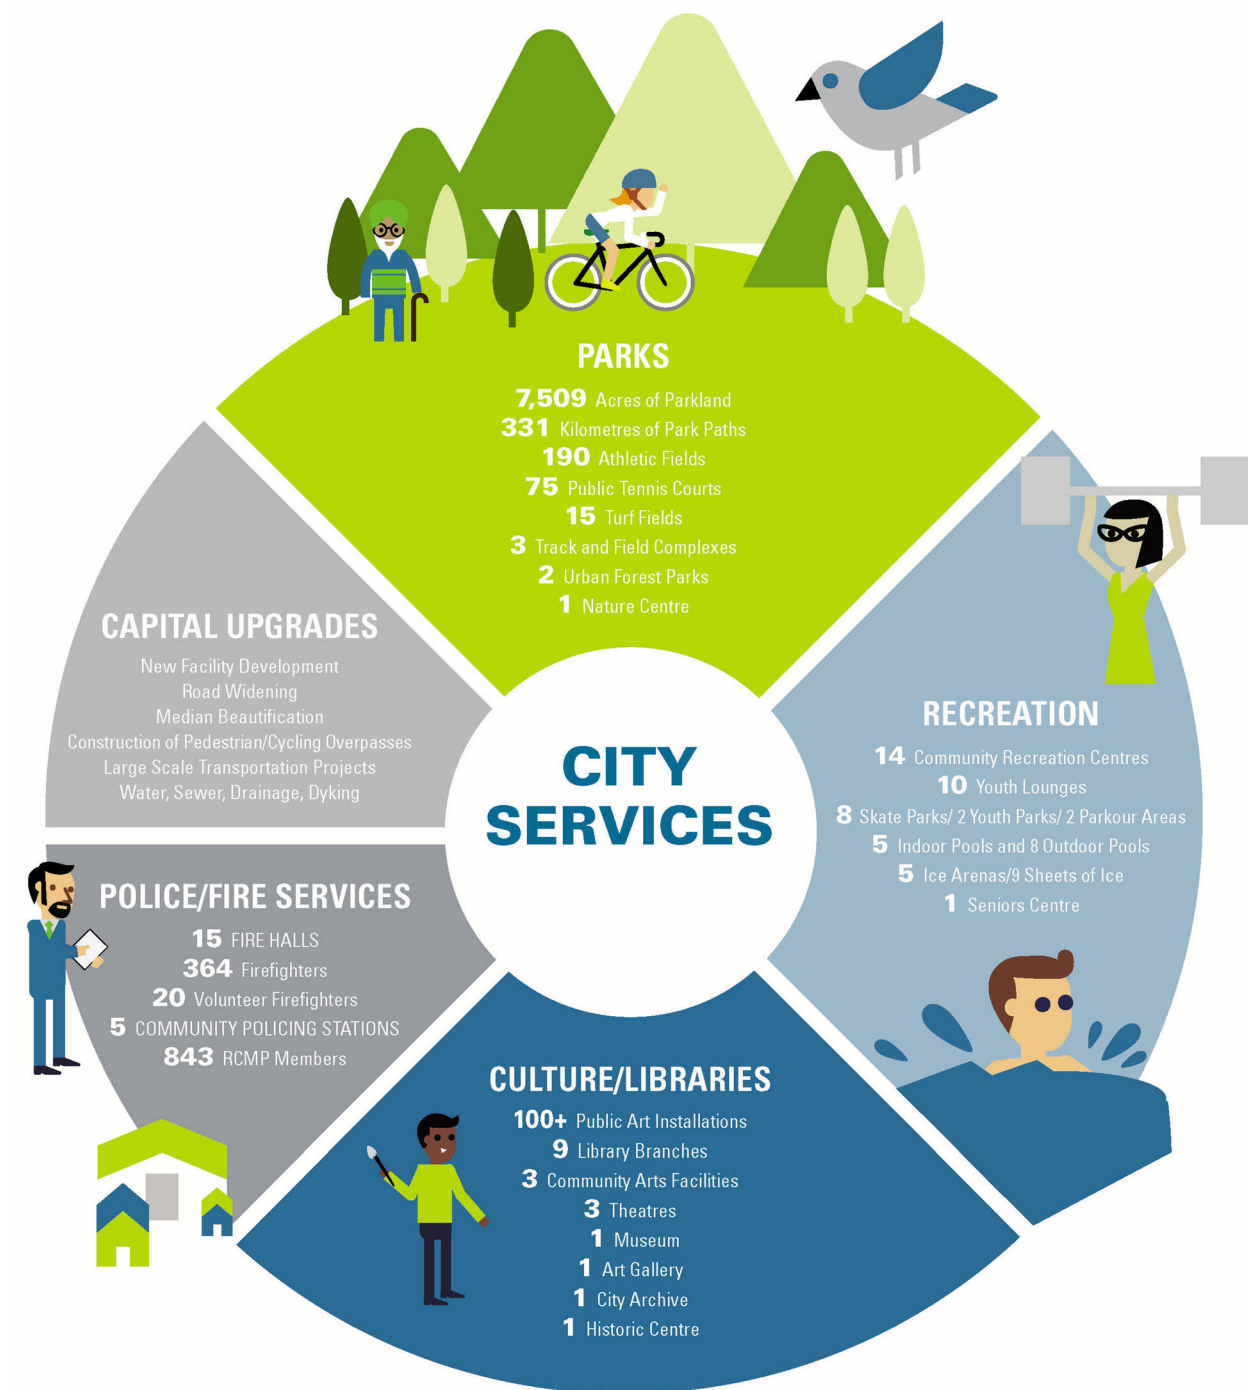 PARKS
7,509 Acres of Parkland
331 Kilometres of Park Paths
190 Athletic Fields
75 Public Tennis Courts
15 Turf Fields
3 Track and Field Complexes
2 Urban Forest Parks
1 Nature Centre
CAPITAL UPGRADES
New Facility Development
Road Widening
Median Beautification
Construction of Pedestrian/Cycling Overpasses
Large Scale Transportation Projects
Water, Sewer, Drainage, Dyking
CITY
SERVICES
RECREATION
14 Community Recreation Centres
10 Youth Lounges
8 Skate Parks/ 2 Youth Parks/ 2 Parkour Areas
5 Indoor Pools and 8 Outdoor Pools
5 Ice Arenas/9 Sheets of Ice
1 Seniors Centre
POLICE/FIRE SERVICES
15 FIRE HALLS
364 Firefighters
20 Volunteer Firefighters
5 COMMUNITY POLICING STATIONS
843 RCMP Members
CULTURE/LIBRARIES
100+ Public Art Installations
9 Library Branches
3 Community Arts Facilities
3 Theatres
1 Museum
1 Art Gallery
1 City Archive
1 Historic Centre